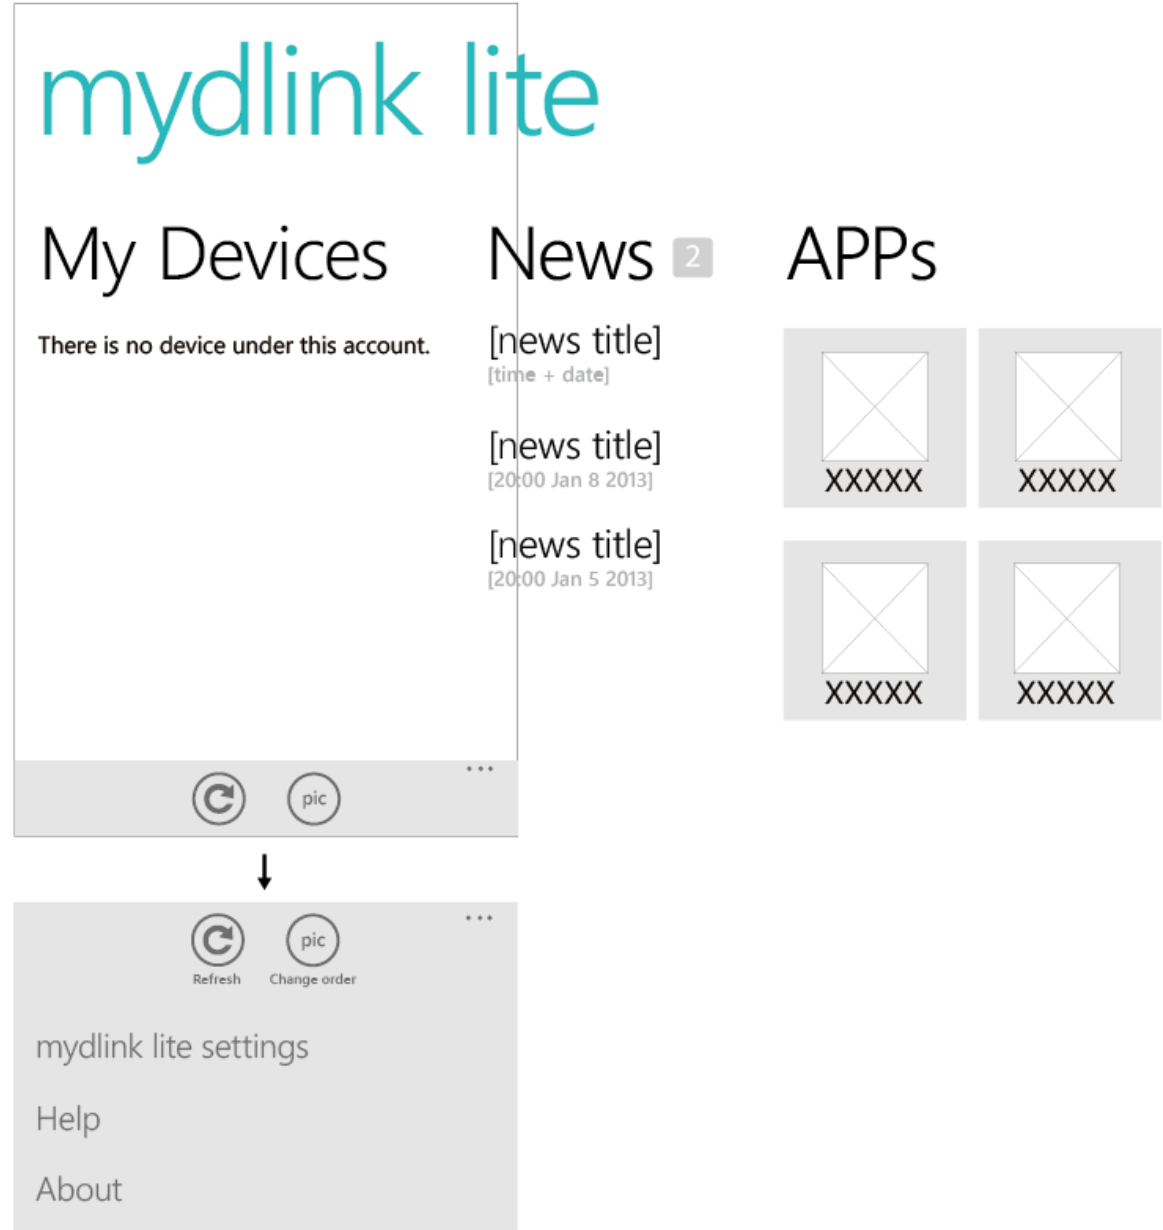 mydlink lite
My Devices
There is no device under this account.
News 2
[news title]
[time + date]
[news title]
[20:00 Jan 8 2013]
[news title]
[20:00 Jan 5 2013]
APPs
XXXXX XXXXX
XXXXX XXXXX
...
pic
...
pic
Refresh Change order
mydlink lite settings
Help
About